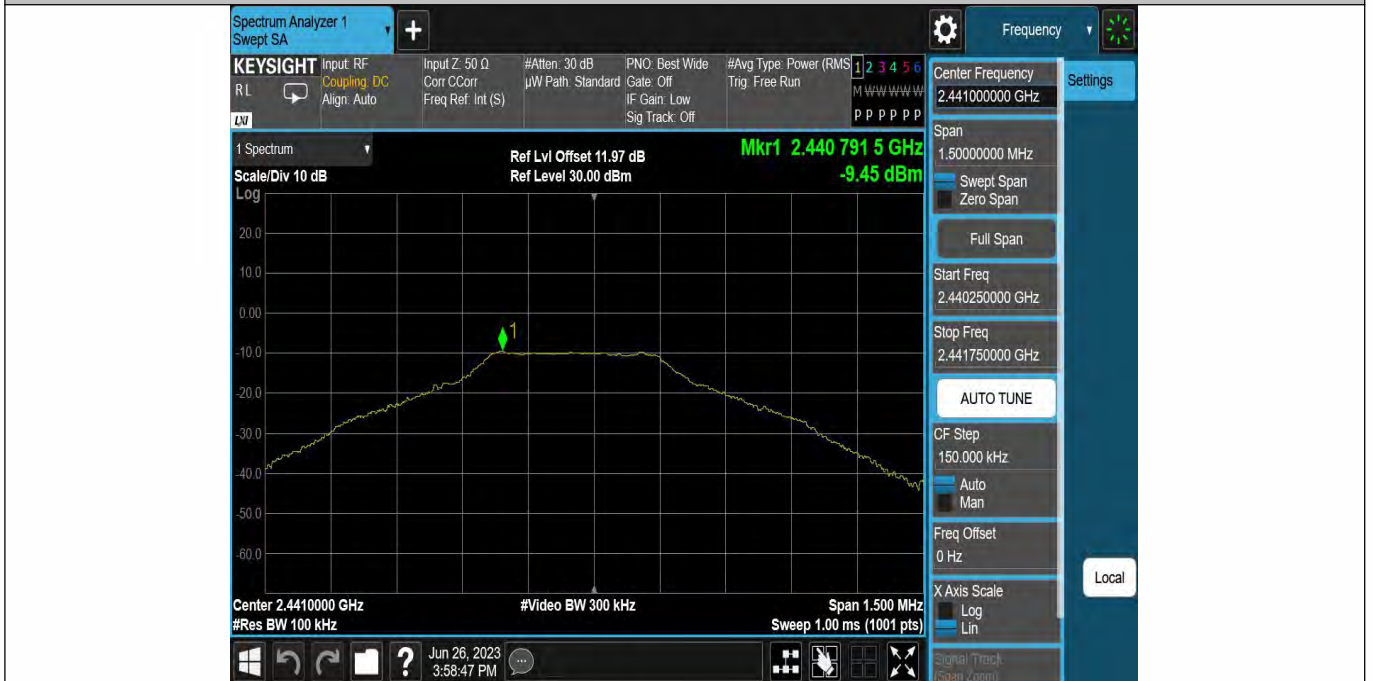 Spectrum Analyzer 1
Swept SA
+
Frequency
KEYSIGHT
RL
LXI
Input: RF
Coupling: DC
Align: Auto
Input Z: 50 Ω
Corr CCorr
Freq Ref: Int (S)
#Atten: 30 dB
µW Path: Standard
PNO: Best Wide
Gate: Off
IF Gain: Low
Sig Track: Off
#Avg Type: Power (RMS
Trig: Free Run
1 2 3 4 5 6
M W W W W W
P P P P P P
1 Spectrum
Scale/Div 10 dB
Ref Lvl Offset 11.97 dB
Ref Level 30.00 dBm
Mkr1 2.440 791 5 GHz
-9.45 dBm
Log
20.0
10.0
0.00
-10.0
-20.0
-30.0
-40.0
-50.0
-60.0
1
Center 2.4410000 GHz
#Res BW 100 kHz
#Video BW 300 kHz
Span 1.500 MHz
Sweep 1.00 ms (1001 pts)
Center Frequency
2.441000000 GHz
Settings
Span
1.50000000 MHz
Swept Span
Zero Span
Full Span
Start Freq
2.440250000 GHz
Stop Freq
2.441750000 GHz
AUTO TUNE
CF Step
150.000 kHz
Auto
Man
Freq Offset
0 Hz
X Axis Scale
Log
Lin
Signal Track
(Span Zoom)
Local
?
Jun 26, 2023
3:58:47 PM